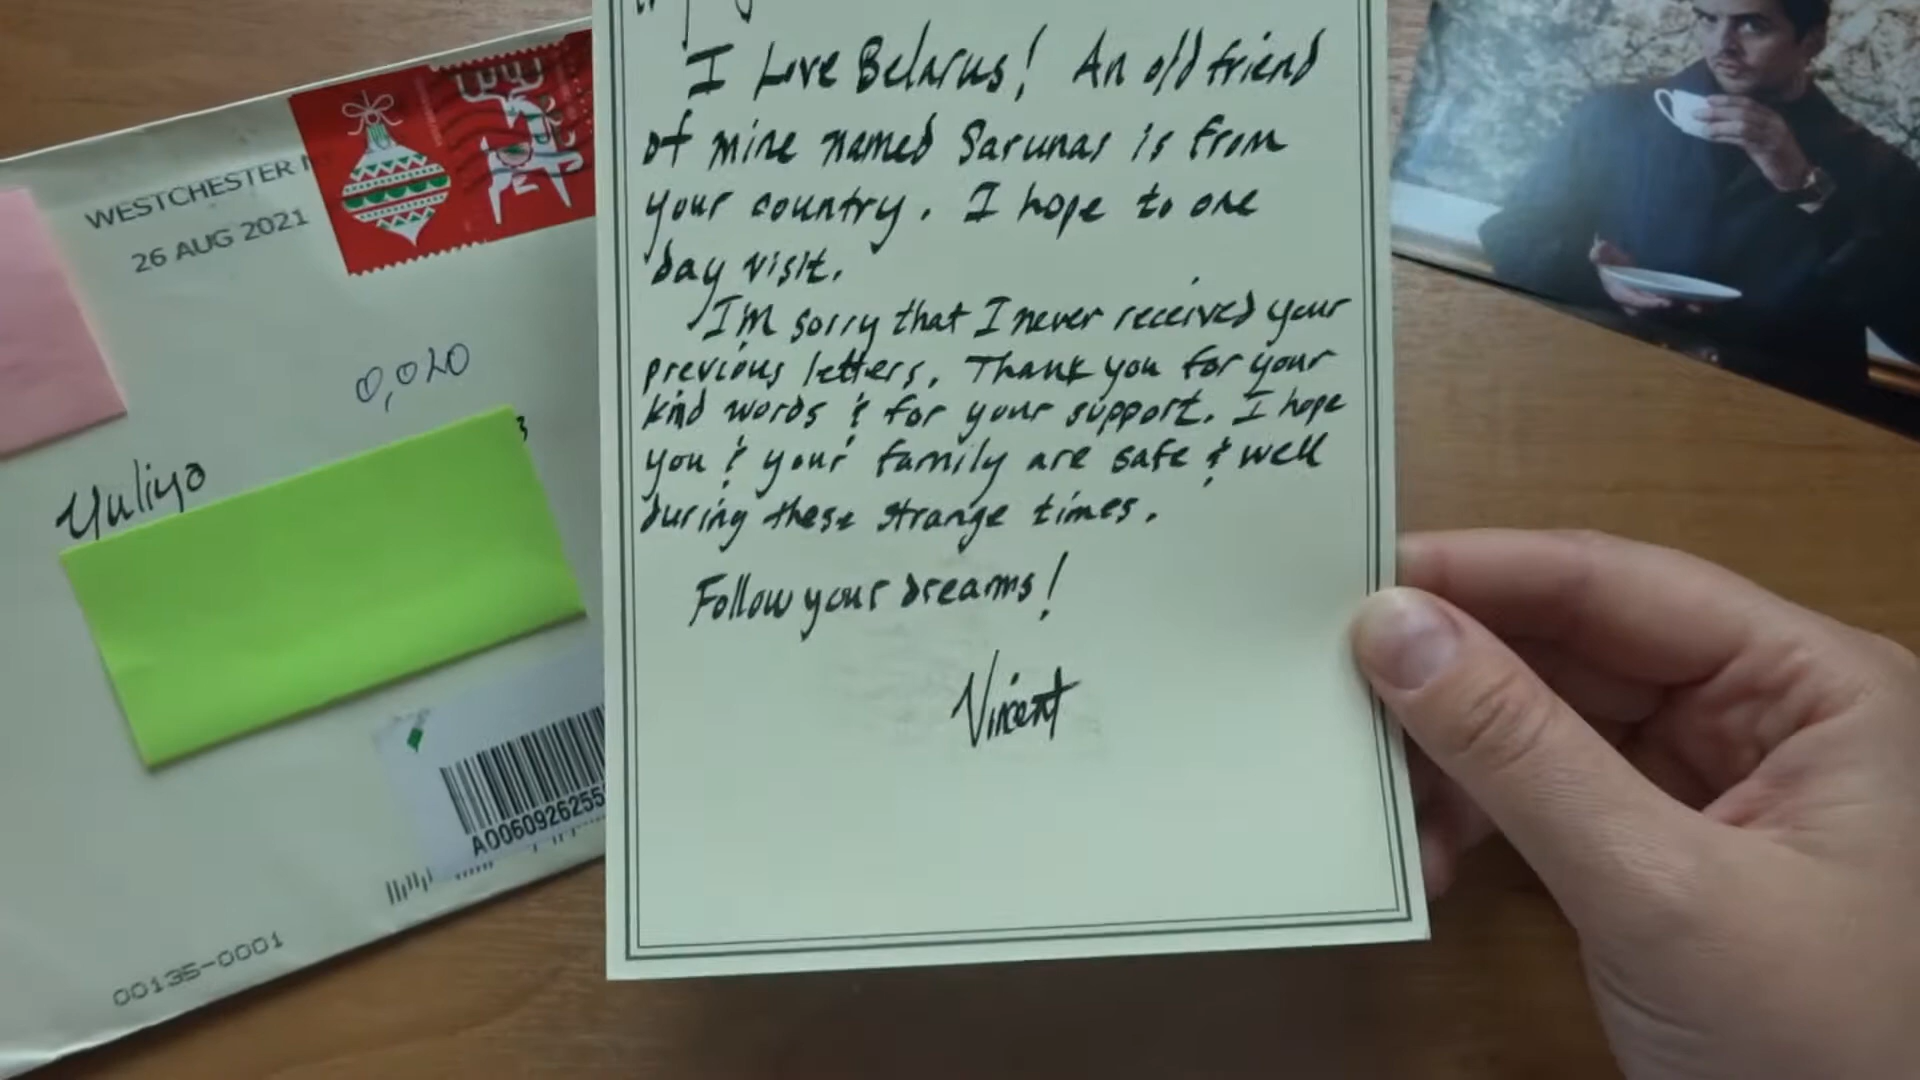 WESTCHESTER
26 AUG 2021
0,020
3
Yuliya
A0060926255
00135-0001
I Love Belarus! An old friend
of mine named Sarunas is from
your country. I hope to one
day visit.
I'm sorry that I never received your
previous letters. Thank you for your
kind words & for your support. I hope
you & your family are safe & well
during these strange times.
Follow your dreams!
Vincent